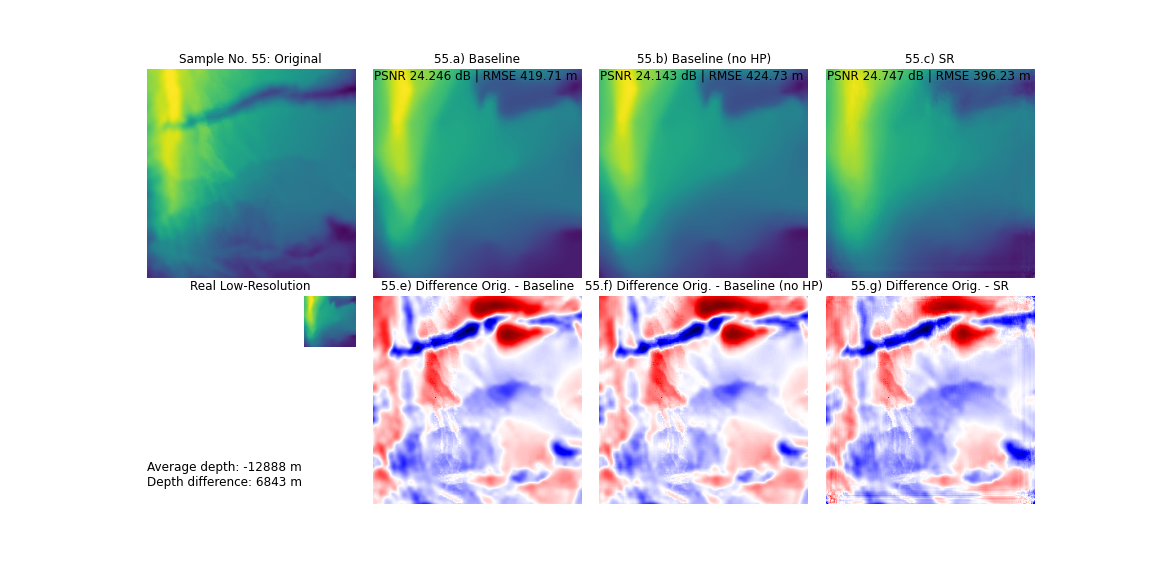 Sample No. 55: Original
55.a) Baseline
55.b) Baseline (no HP)
55.c) SR
PSNR 24.246 dB | RMSE 419.71 m
PSNR 24.143 dB | RMSE 424.73 m
PSNR 24.747 dB | RMSE 396.23 m
Real Low-Resolution
55.e) Difference Orig. - Baseline
55.f) Difference Orig. - Baseline (no HP)
55.g) Difference Orig. - SR
Average depth: -12888 m
Depth difference: 6843 m